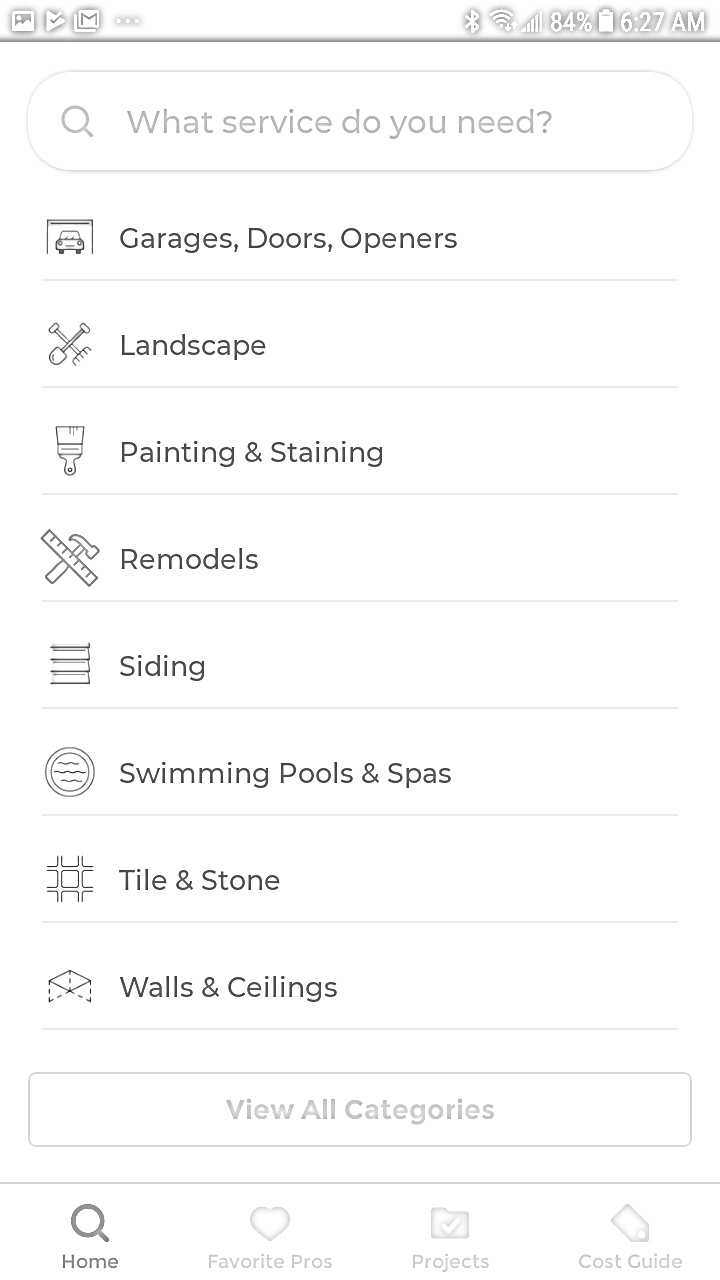 84% 6:27 AM
What service do you need?
Garages, Doors, Openers
Landscape
Painting & Staining
Remodels
Siding
Swimming Pools & Spas
Tile & Stone
Walls & Ceilings
View All Categories
Home Favorite Pros Projects Cost Guide